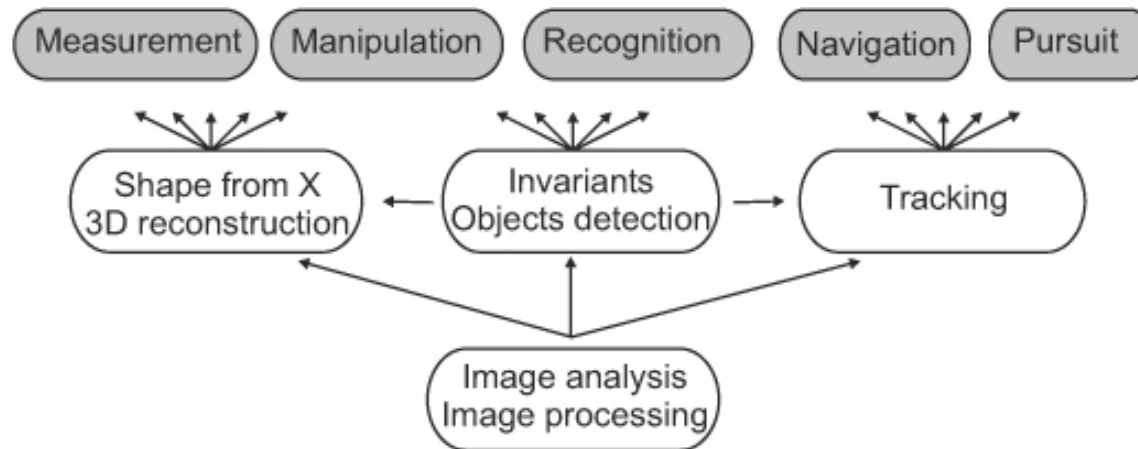 Measurement
Manipulation
Recognition
Navigation
Pursuit
Shape from X
3D reconstruction
Invariants
Objects detection
Tracking
Image analysis
Image processing